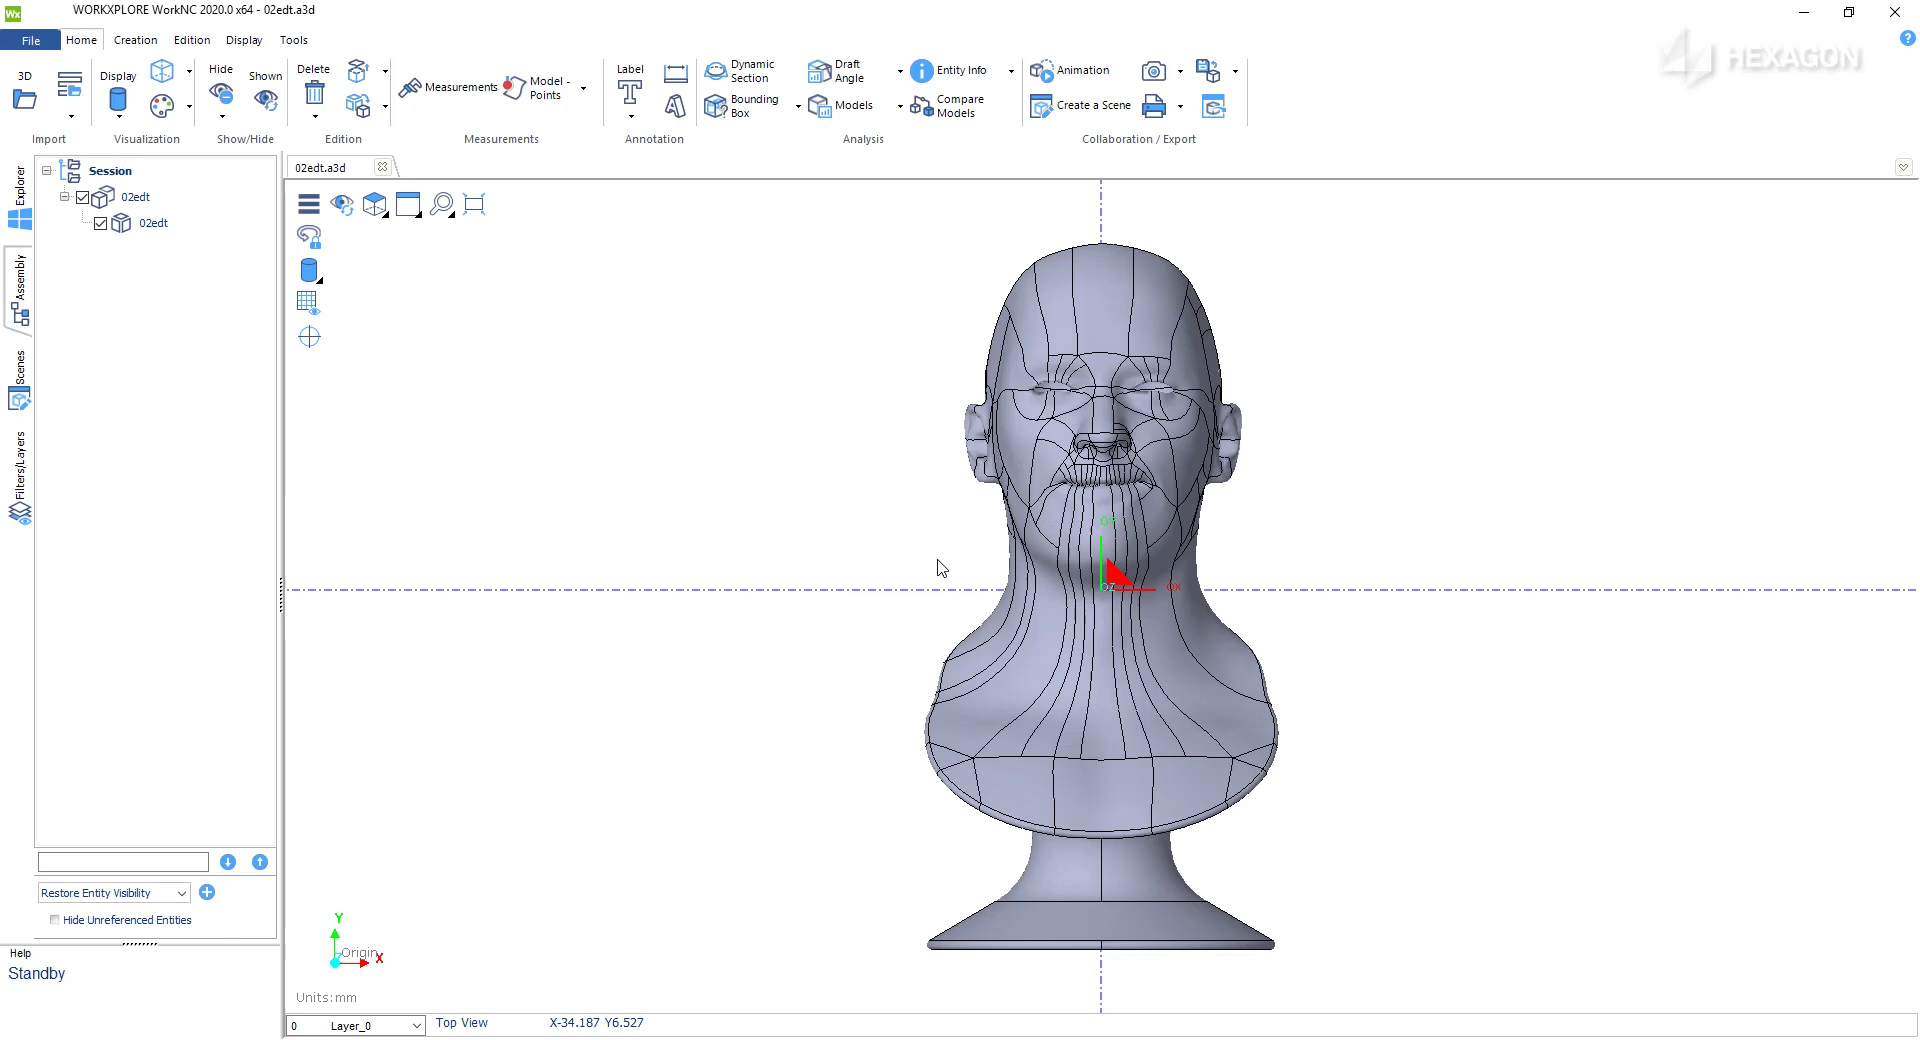 Wx WORKXPLORE WorkNC 2020.0 x64 - 02edt.a3d
File Home Creation Edition Display Tools
?
HEXAGON
3D
Display
Hide
Shown
Delete
Measurements
Model -
Points
Label
Dynamic
Section
Bounding
Box
Draft
Angle
Models
Entity Info
Compare
Models
Animation
Create a Scene
Import Visualization Show/Hide Edition Measurements Annotation Analysis Collaboration / Export
Explorer
Assembly
Scenes
Filters/Layers
Session
02edt
02edt
02edt.a3d
OY
OZ
OX
Restore Entity Visibility
Hide Unreferenced Entities
Help
Standby
Y
Origin
X
Units:mm
0 Layer_0 Top View X-34.187 Y6.527